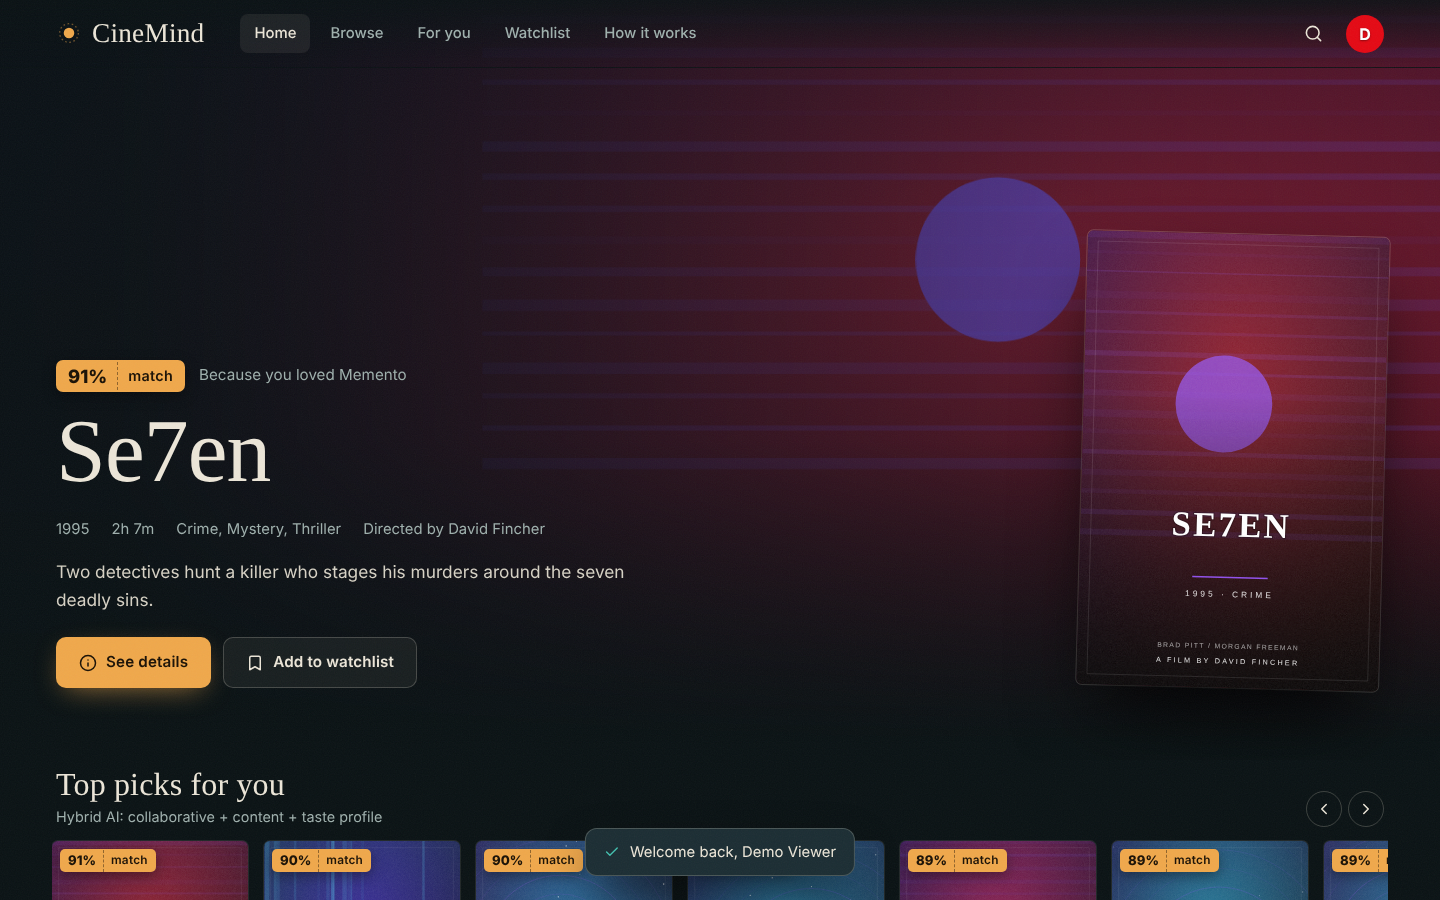 CineMind
Home
Browse
For you
Watchlist
How it works
D
91% match
Because you loved Memento
Se7en
1995
2h 7m
Crime, Mystery, Thriller
Directed by David Fincher
Two detectives hunt a killer who stages his murders around the seven
deadly sins.
See details
Add to watchlist
SE7EN
1995 · CRIME
BRAD PITT / MORGAN FREEMAN
A FILM BY DAVID FINCHER
Top picks for you
Hybrid AI: collaborative + content + taste profile
91% match
90% match
90% match
89% match
89% match
89%
Welcome back, Demo Viewer